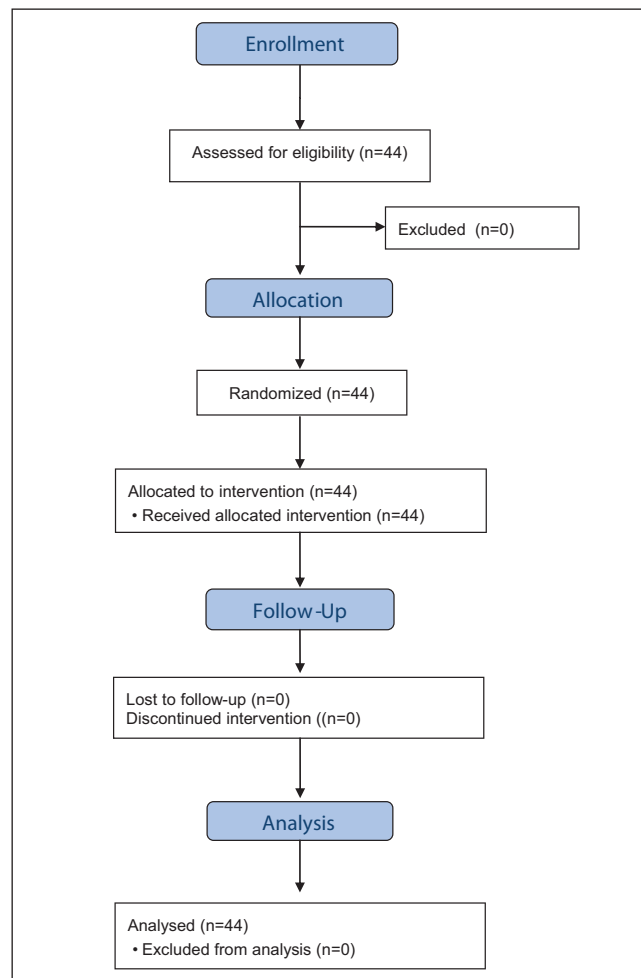 Enrollment
Assessed for eligibility (n=44)
Excluded  (n=0)
Allocation
Randomized (n=44)
Allocated to intervention (n=44)
• Received allocated intervention (n=44)
Follow-Up
Lost to follow-up (n=0)
Discontinued intervention ((n=0)
Analysis
Analysed (n=44)
• Excluded from analysis (n=0)